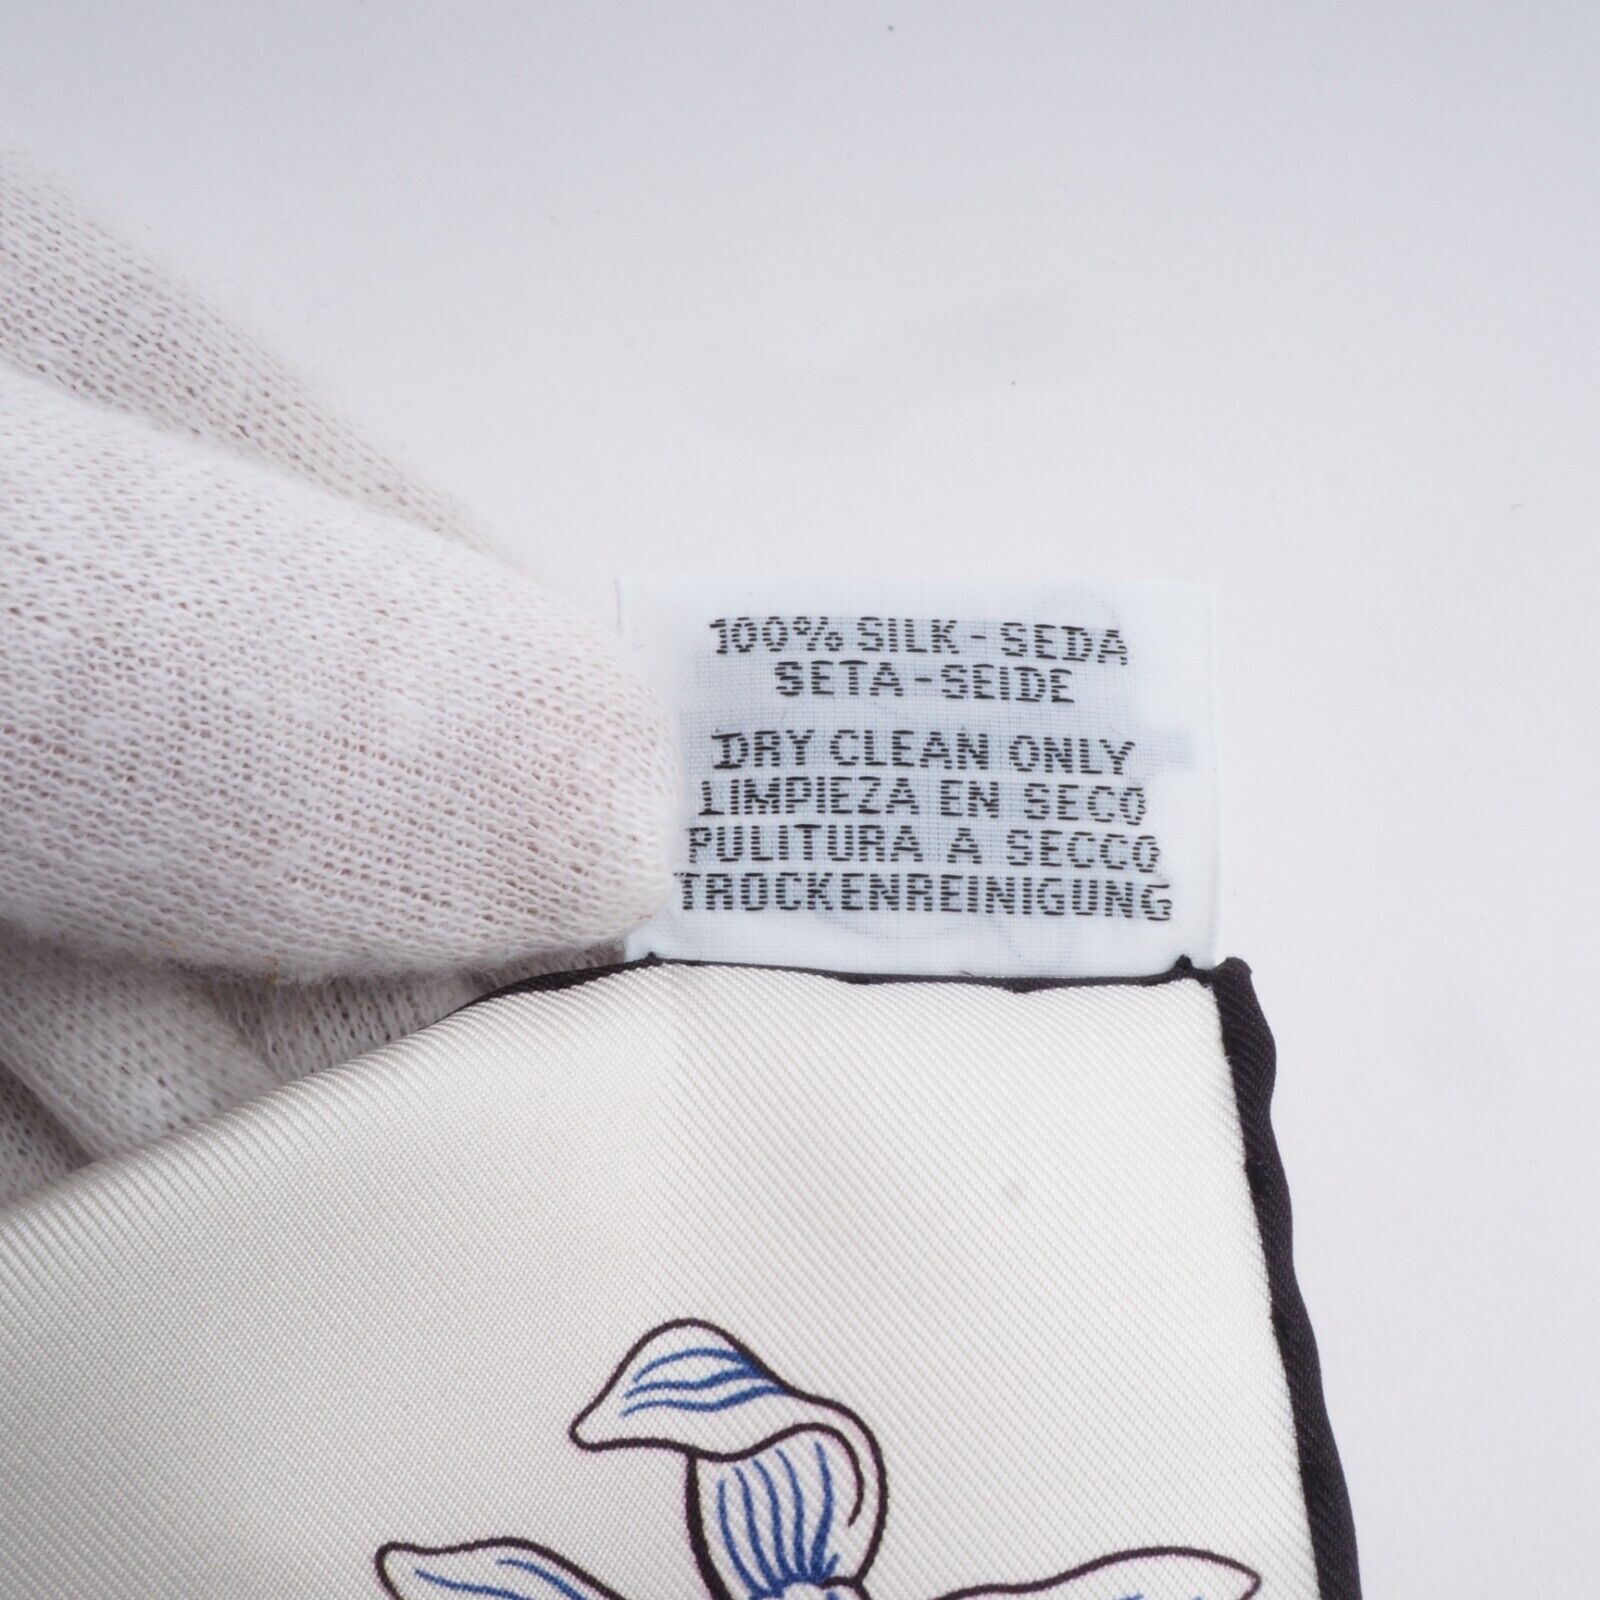 100% SILK - SEDA
SETA - SEIDE
DRY CLEAN ONLY
LIMPIEZA EN SECO
PULITURA A SECCO
TROCKENREINIGUNG